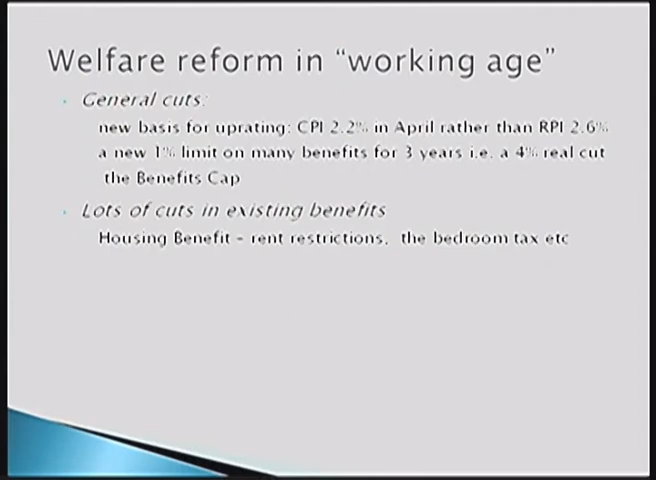 Welfare reform in “working age”
General cuts:
new basis for uprating: CPI 2.2% in April rather than RPI 2.6%
a new 1% limit on many benefits for 3 years i.e. a 4% real cut
the Benefits Cap
Lots of cuts in existing benefits
Housing Benefit – rent restrictions, the bedroom tax etc